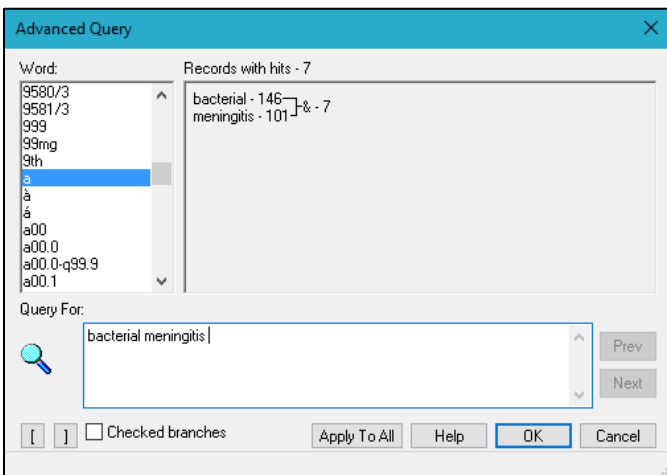 Advanced Query
Word:
Records with hits - 7
9580/3
9581/3
999
99mg
9th
a
à
á
a00
a00.0
a00.0-q99.9
a00.1
bacterial - 146
meningitis - 101
& - 7
Query For:
bacterial meningitis
Prev
Next
[ ]
Checked branches
Apply To All
Help
OK
Cancel